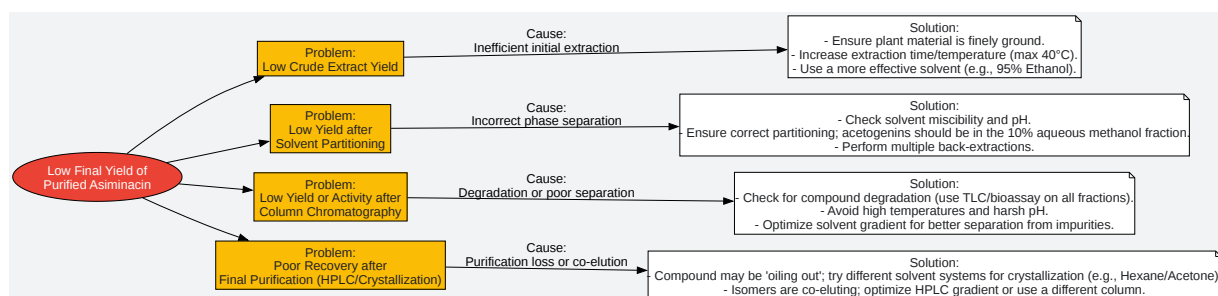 Low Final Yield of
Purified Asiminacin
Problem:
Low Crude Extract Yield
Cause:
Inefficient initial extraction
Solution:
- Ensure plant material is finely ground.
- Increase extraction time/temperature (max 40°C).
- Use a more effective solvent (e.g., 95% Ethanol).
Problem:
Low Yield after
Solvent Partitioning
Cause:
Incorrect phase separation
Solution:
- Check solvent miscibility and pH.
- Ensure correct partitioning; acetogenins should be in the 10% aqueous methanol fraction.
- Perform multiple back-extractions.
Problem:
Low Yield or Activity after
Column Chromatography
Cause:
Degradation or poor separation
Solution:
- Check for compound degradation (use TLC/bioassay on all fractions).
- Avoid high temperatures and harsh pH.
- Optimize solvent gradient for better separation from impurities.
Problem:
Poor Recovery after
Final Purification (HPLC/Crystallization)
Cause:
Purification loss or co-elution
Solution:
- Compound may be 'oiling out'; try different solvent systems for crystallization (e.g., Hexane/Acetone)
- Isomers are co-eluting; optimize HPLC gradient or use a different column.